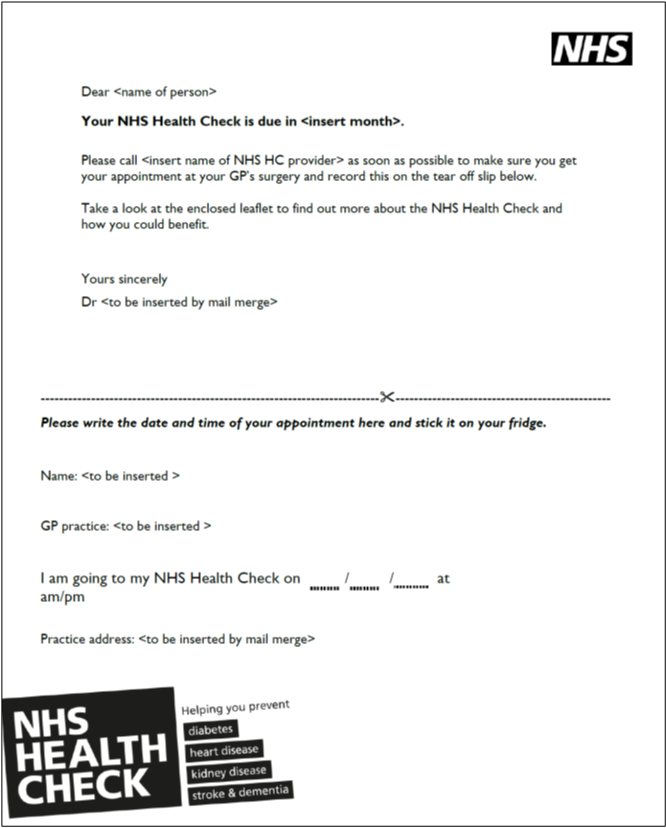 NHS
Dear <name of person>
Your NHS Health Check is due in <insert month>.
Please call <insert name of NHS HC provider> as soon as possible to make sure you get
your appointment at your GP's surgery and record this on the tear off slip below.
Take a look at the enclosed leaflet to find out more about the NHS Health Check and
how you could benefit.
Yours sincerely
Dr <to be inserted by mail merge>
Please write the date and time of your appointment here and stick it on your fridge.
Name: <to be inserted >
GP practice: <to be inserted >
I am going to my NHS Health Check on ........ /........ /......... at
am/pm
Practice address: <to be inserted by mail merge>
NHS
HEALTH
CHECK
Helping you prevent
diabetes
heart disease
kidney disease
stroke & dementia